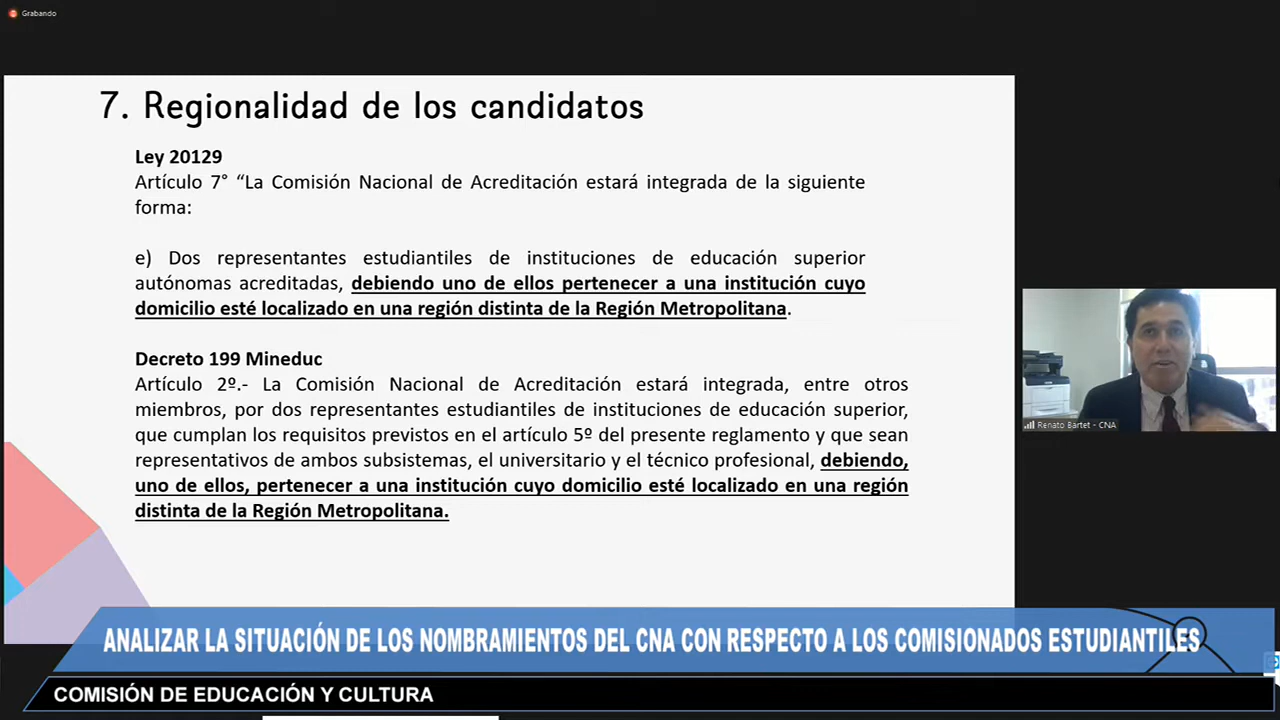 Grabando
7. Regionalidad de los candidatos
Ley 20129
Artículo 7° “La Comisión Nacional de Acreditación estará integrada de la siguiente
forma:
e) Dos representantes estudiantiles de instituciones de educación superior
autónomas acreditadas, debiendo uno de ellos pertenecer a una institución cuyo
domicilio esté localizado en una región distinta de la Región Metropolitana.
Decreto 199 Mineduc
Artículo 2º.- La Comisión Nacional de Acreditación estará integrada, entre otros
miembros, por dos representantes estudiantiles de instituciones de educación superior,
que cumplan los requisitos previstos en el artículo 5º del presente reglamento y que sean
representativos de ambos subsistemas, el universitario y el técnico profesional, debiendo,
uno de ellos, pertenecer a una institución cuyo domicilio esté localizado en una región
distinta de la Región Metropolitana.
Renato Bartet - CNA
ANALIZAR LA SITUACIÓN DE LOS NOMBRAMIENTOS DEL CNA CON RESPECTO A LOS COMISIONADOS ESTUDIANTILES
COMISIÓN DE EDUCACIÓN Y CULTURA